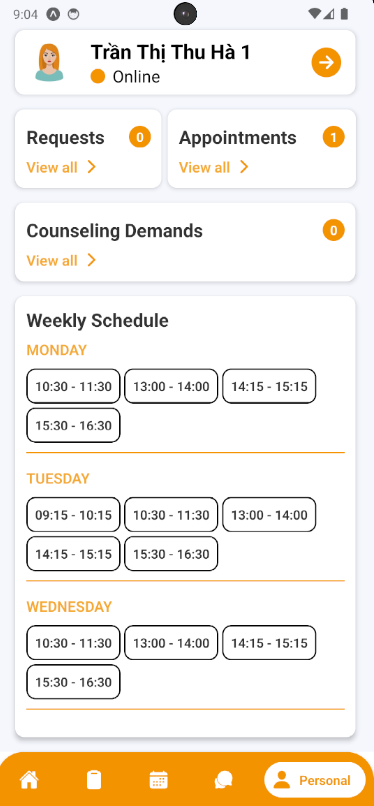 9:04
Trần Thị Thu Hà 1
Online
Requests 0
View all
Appointments 1
View all
Counseling Demands 0
View all
Weekly Schedule
MONDAY
10:30 - 11:30 13:00 - 14:00 14:15 - 15:15
15:30 - 16:30
TUESDAY
09:15 - 10:15 10:30 - 11:30 13:00 - 14:00
14:15 - 15:15 15:30 - 16:30
WEDNESDAY
10:30 - 11:30 13:00 - 14:00 14:15 - 15:15
15:30 - 16:30
Personal